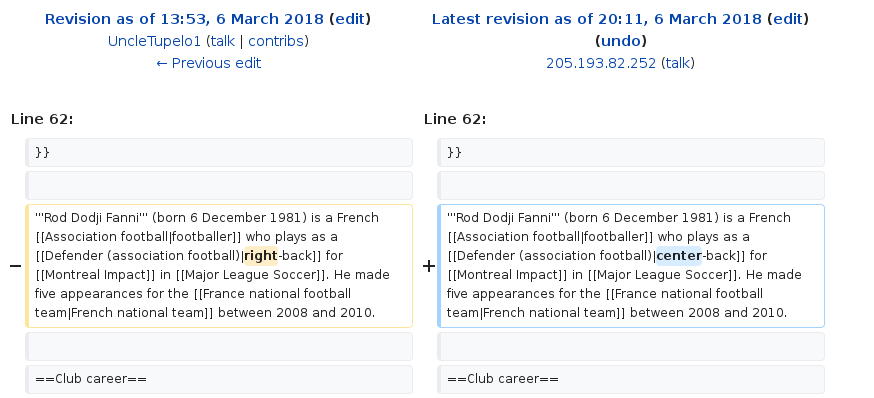 Revision as of 13:53, 6 March 2018 (edit)
UncleTupelo1 (talk | contribs)
← Previous edit
Latest revision as of 20:11, 6 March 2018 (edit)
(undo)
205.193.82.252 (talk)
Line 62:
Line 62:
}}
}}
− '''Rod Dodji Fanni''' (born 6 December 1981) is a French
[[Association football|footballer]] who plays as a
[[Defender (association football)|right-back]] for
[[Montreal Impact]] in [[Major League Soccer]]. He made
five appearances for the [[France national football
team|French national team]] between 2008 and 2010.
+ '''Rod Dodji Fanni''' (born 6 December 1981) is a French
[[Association football|footballer]] who plays as a
[[Defender (association football)|center-back]] for
[[Montreal Impact]] in [[Major League Soccer]]. He made
five appearances for the [[France national football
team|French national team]] between 2008 and 2010.
==Club career==
==Club career==